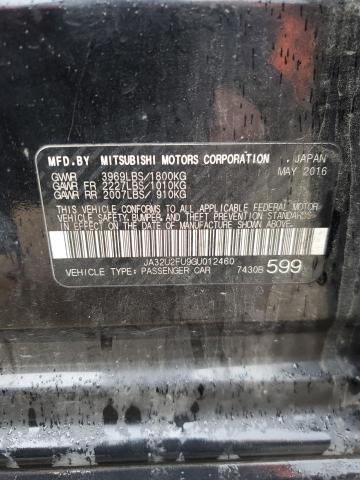 MFD.BY MITSUBISHI MOTORS CORPORATION , JAPAN
GVWR 3969LBS/1800KG MAY 2016
GAWR FR 2227LBS/1010KG
GAWR RR 2007LBS/ 910KG
THIS VEHICLE CONFORMS TO ALL APPLICABLE U.S. FEDERAL MOTOR
VEHICLE SAFETY, BUMPER, AND THEFT PREVENTION STANDARDS
IN EFFECT ON THE DATE OF MANUFACTURE SHOWN ABOVE.
JA32U2FU9GU012460
VEHICLE TYPE: PASSENGER CAR 7430B 599